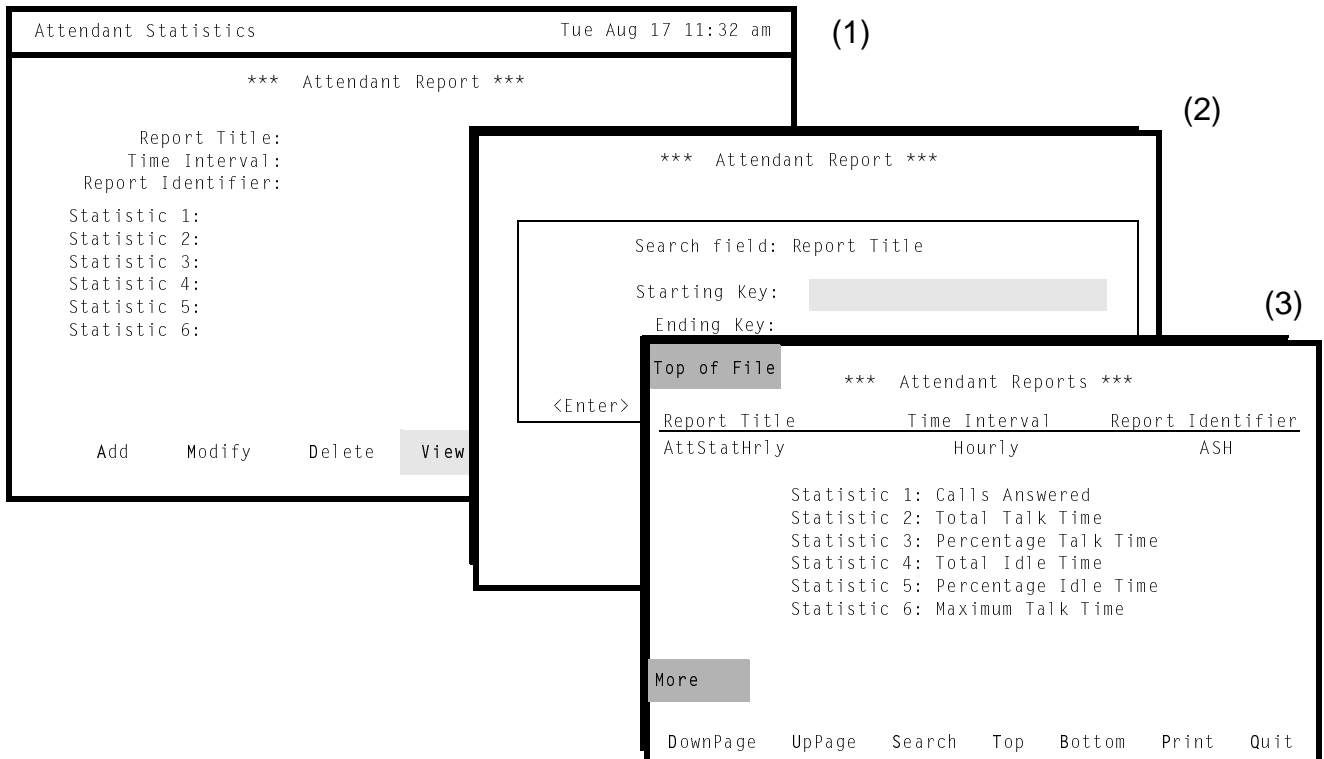 Attendant Statistics Tue Aug 17 11:32 am
(1)
*** Attendant Report ***
Report Title:
Time Interval:
Report Identifier:
Statistic 1:
Statistic 2:
Statistic 3:
Statistic 4:
Statistic 5:
Statistic 6:
Add Modify Delete View
(2)
*** Attendant Report ***
Search field: Report Title
Starting Key:
Ending Key:
<Enter>
(3)
Top of File
*** Attendant Reports ***
Report Title Time Interval Report Identifier
AttStatHrly Hourly ASH
Statistic 1: Calls Answered
Statistic 2: Total Talk Time
Statistic 3: Percentage Talk Time
Statistic 4: Total Idle Time
Statistic 5: Percentage Idle Time
Statistic 6: Maximum Talk Time
More
DownPage UpPage Search Top Bottom Print Quit